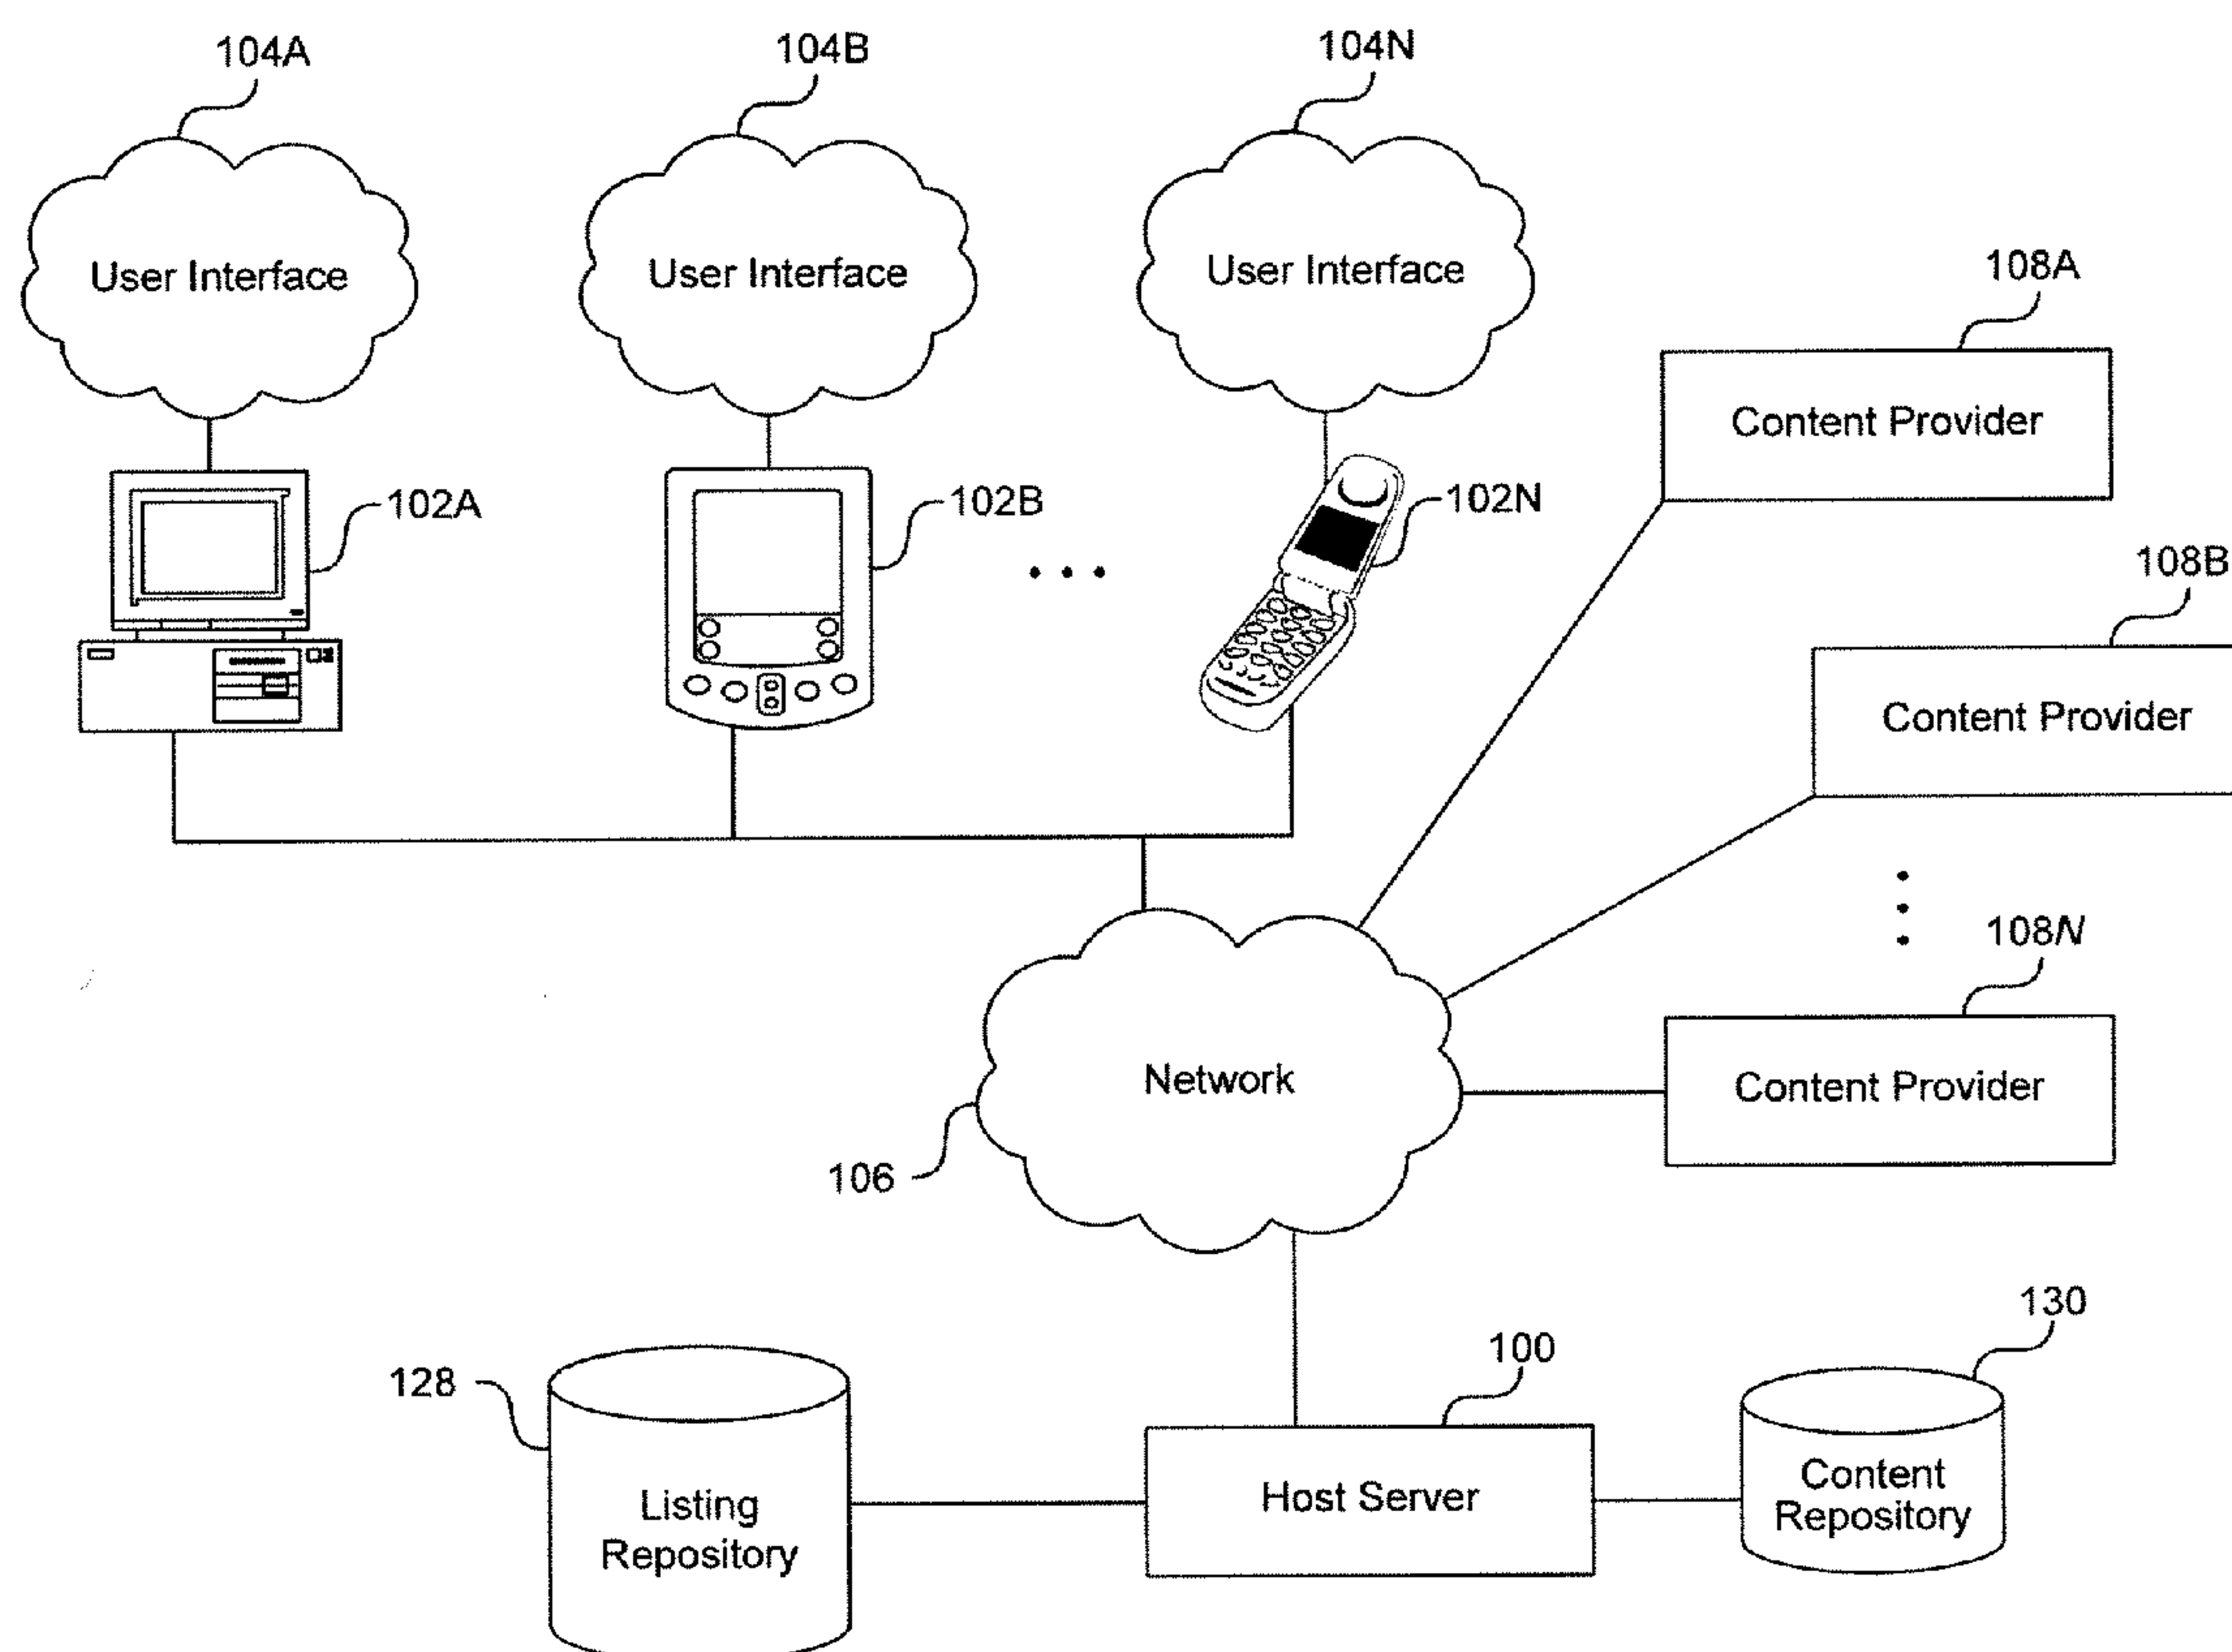 104A
104B
104N
User Interface
User Interface
User Interface
108A
Content Provider
102A
102B
102N
108B
Content Provider
108N
Network
Content Provider
106
130
100
128
Content
Repository
Host Server
Listing
Repository